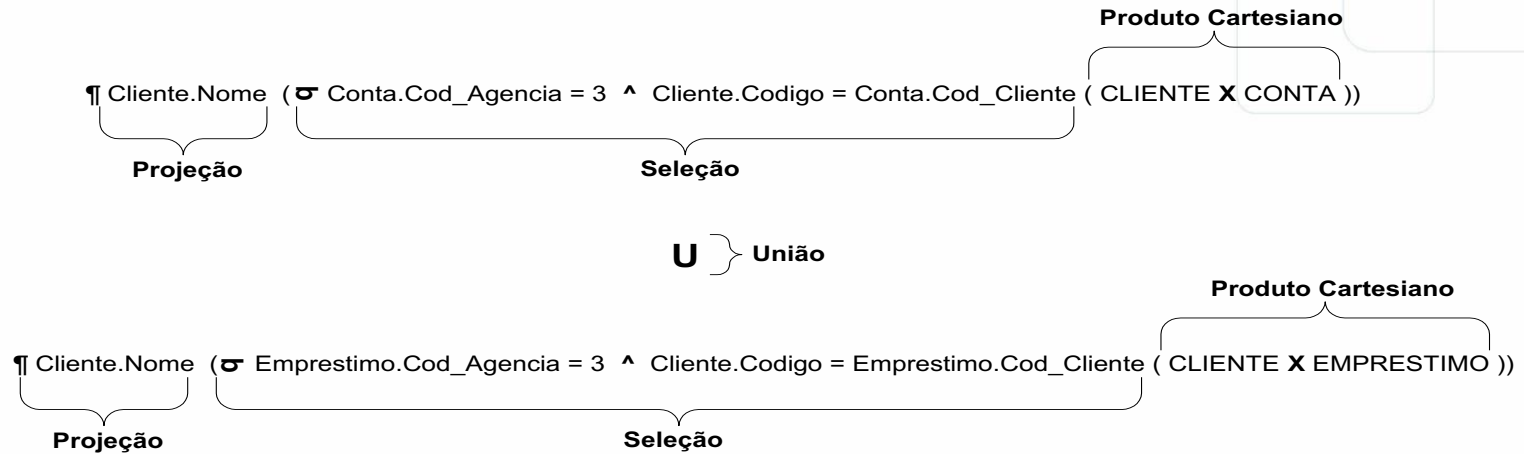 Produto Cartesiano
¶ Cliente.Nome (σ Conta.Cod_Agencia = 3 ^ Cliente.Codigo = Conta.Cod_Cliente ( CLIENTE X CONTA ))
Projeção Seleção
U União
Produto Cartesiano
¶ Cliente.Nome (σ Emprestimo.Cod_Agencia = 3 ^ Cliente.Codigo = Emprestimo.Cod_Cliente ( CLIENTE X EMPRESTIMO ))
Projeção Seleção